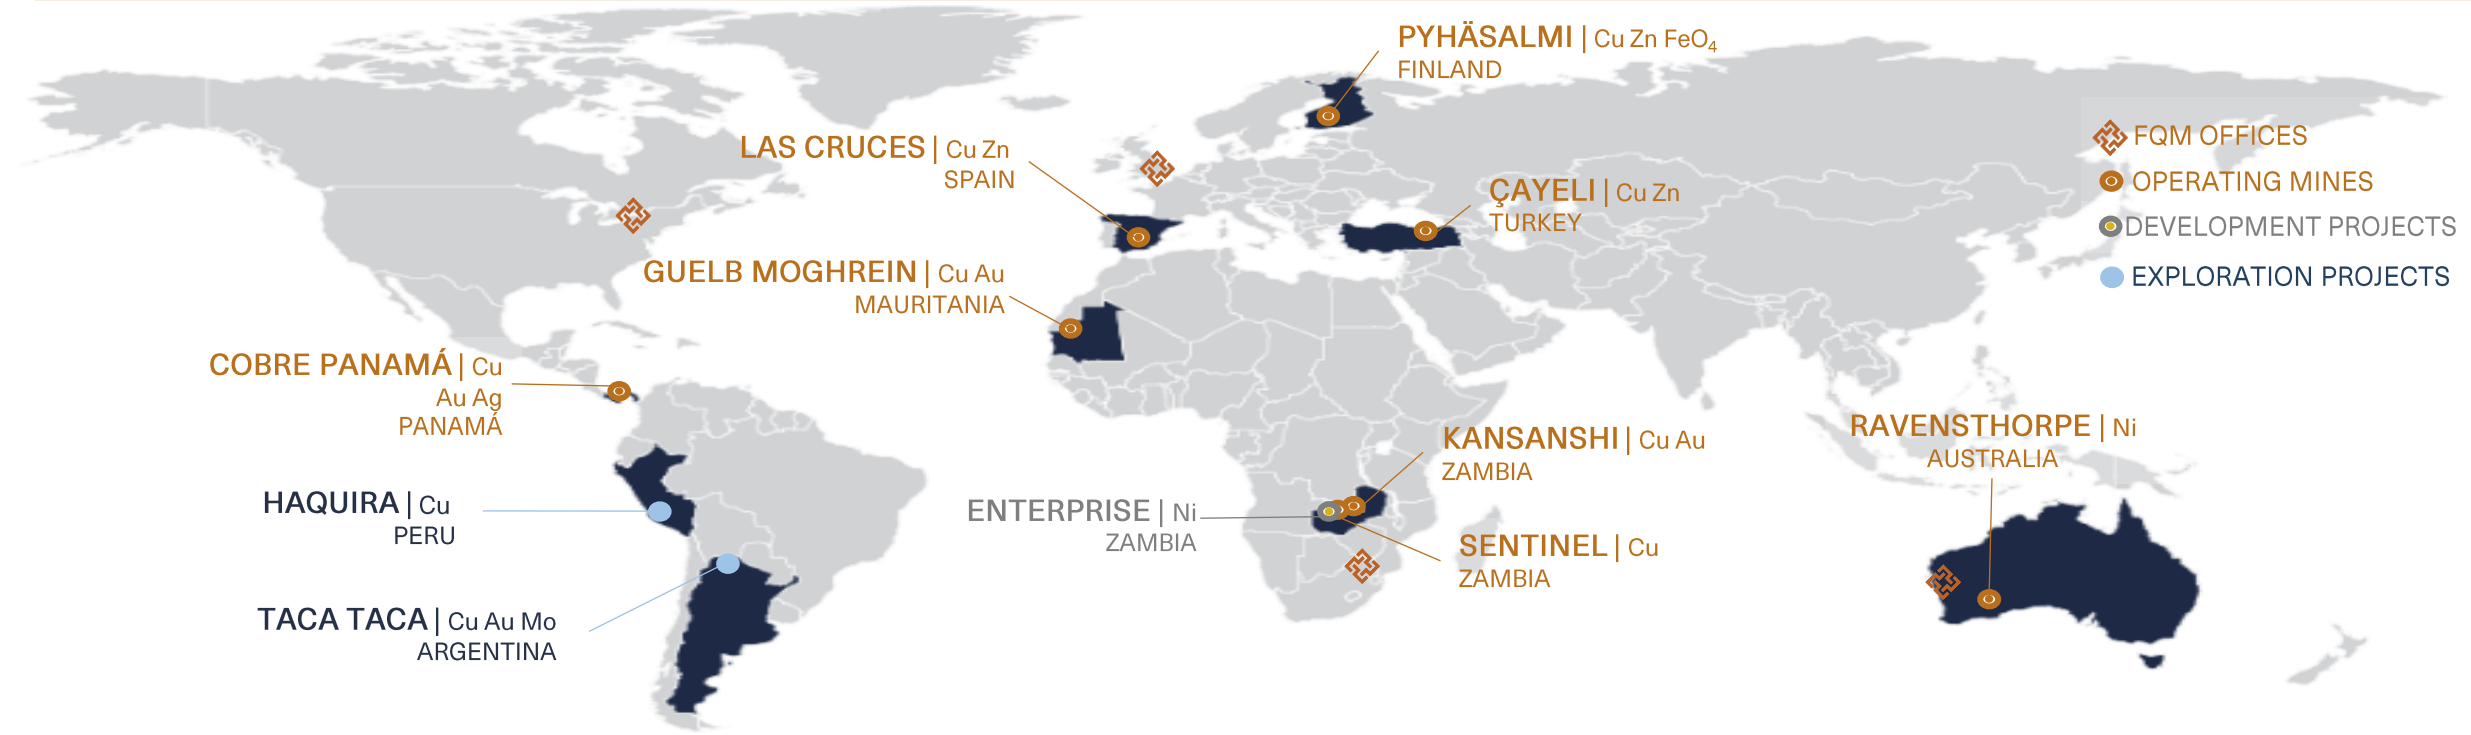 PYHÄSALMI | Cu Zn FeO₄
FINLAND
LAS CRUCES | Cu Zn
SPAIN
ÇAYELI | Cu Zn
TURKEY
GUELB MOGHREIN | Cu Au
MAURITANIA
COBRE PANAMÁ | Cu
Au Ag
PANAMÁ
HAQUIRA | Cu
PERU
TACA TACA | Cu Au Mo
ARGENTINA
ENTERPRISE | Ni
ZAMBIA
KANSANSHI | Cu Au
ZAMBIA
SENTINEL | Cu
ZAMBIA
RAVENSTHORPE | Ni
AUSTRALIA
FQM OFFICES
OPERATING MINES
DEVELOPMENT PROJECTS
EXPLORATION PROJECTS